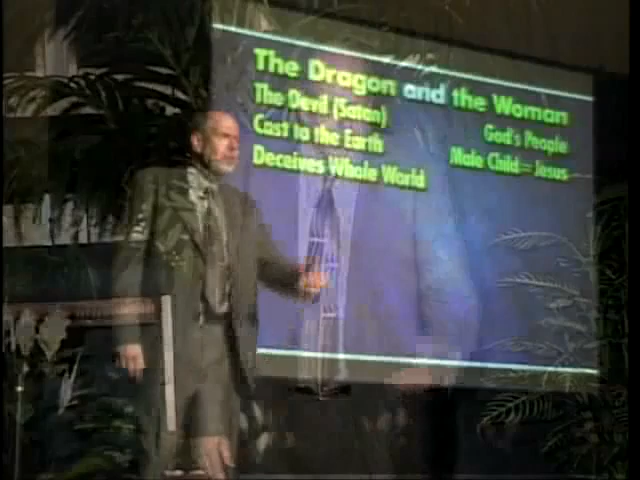 The Dragon and the Woman
The Devil (Satan)
Cast to the Earth
Deceives Whole World
God's People
Male Child = Jesus